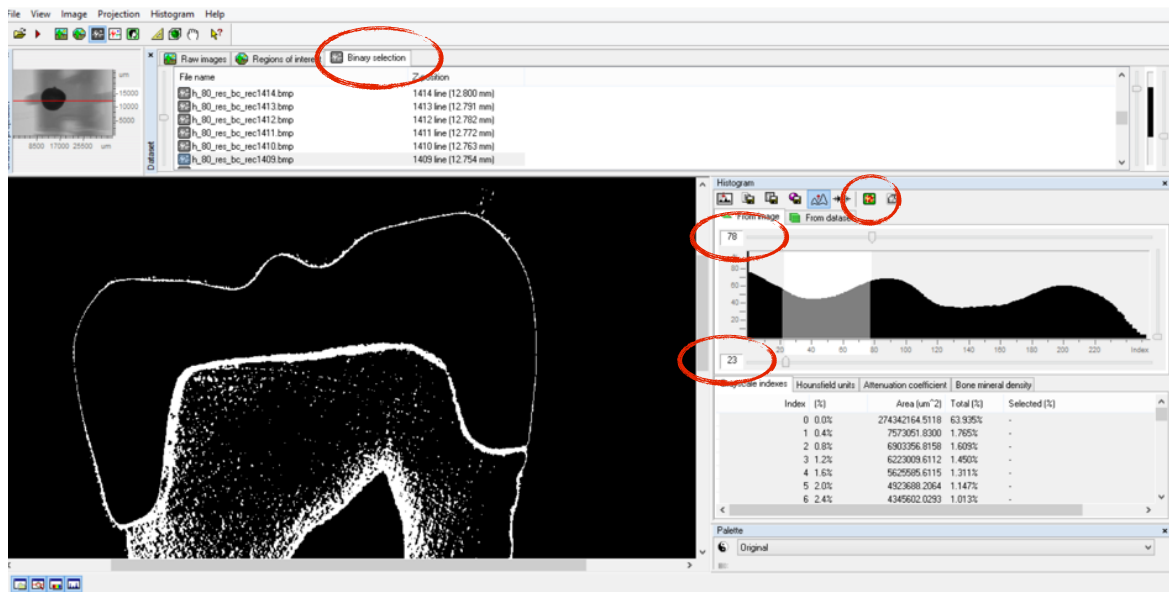 File View Image Projection Histogram Help
Raw images Regions of interest Binary selection
File name Z position
h_80_res_bc_rec1414.bmp 1414 line (12.800 mm)
h_80_res_bc_rec1413.bmp 1413 line (12.791 mm)
h_80_res_bc_rec1412.bmp 1412 line (12.782 mm)
h_80_res_bc_rec1411.bmp 1411 line (12.772 mm)
h_80_res_bc_rec1410.bmp 1410 line (12.763 mm)
h_80_res_bc_rec1409.bmp 1409 line (12.754 mm)
um
15000
10000
5000
8500 17000 25500 um
Dataset
Histogram
From image From dataset
78
80
60
40
20
20 40 60 80 100 120 140 160 180 200 220 Index
23
Grayscale indexes Hounsfield units Attenuation coefficient Bone mineral density
Index (%) Area (um^2) Total (%) Selected (%)
0 0.0% 274342164.5118 63.935% -
1 0.4% 7573051.8300 1.765% -
2 0.8% 6903356.8158 1.609% -
3 1.2% 6223009.6112 1.450% -
4 1.6% 5625585.6115 1.311% -
5 2.0% 4923688.2064 1.147% -
6 2.4% 4345602.0293 1.013% -
Palette
Original